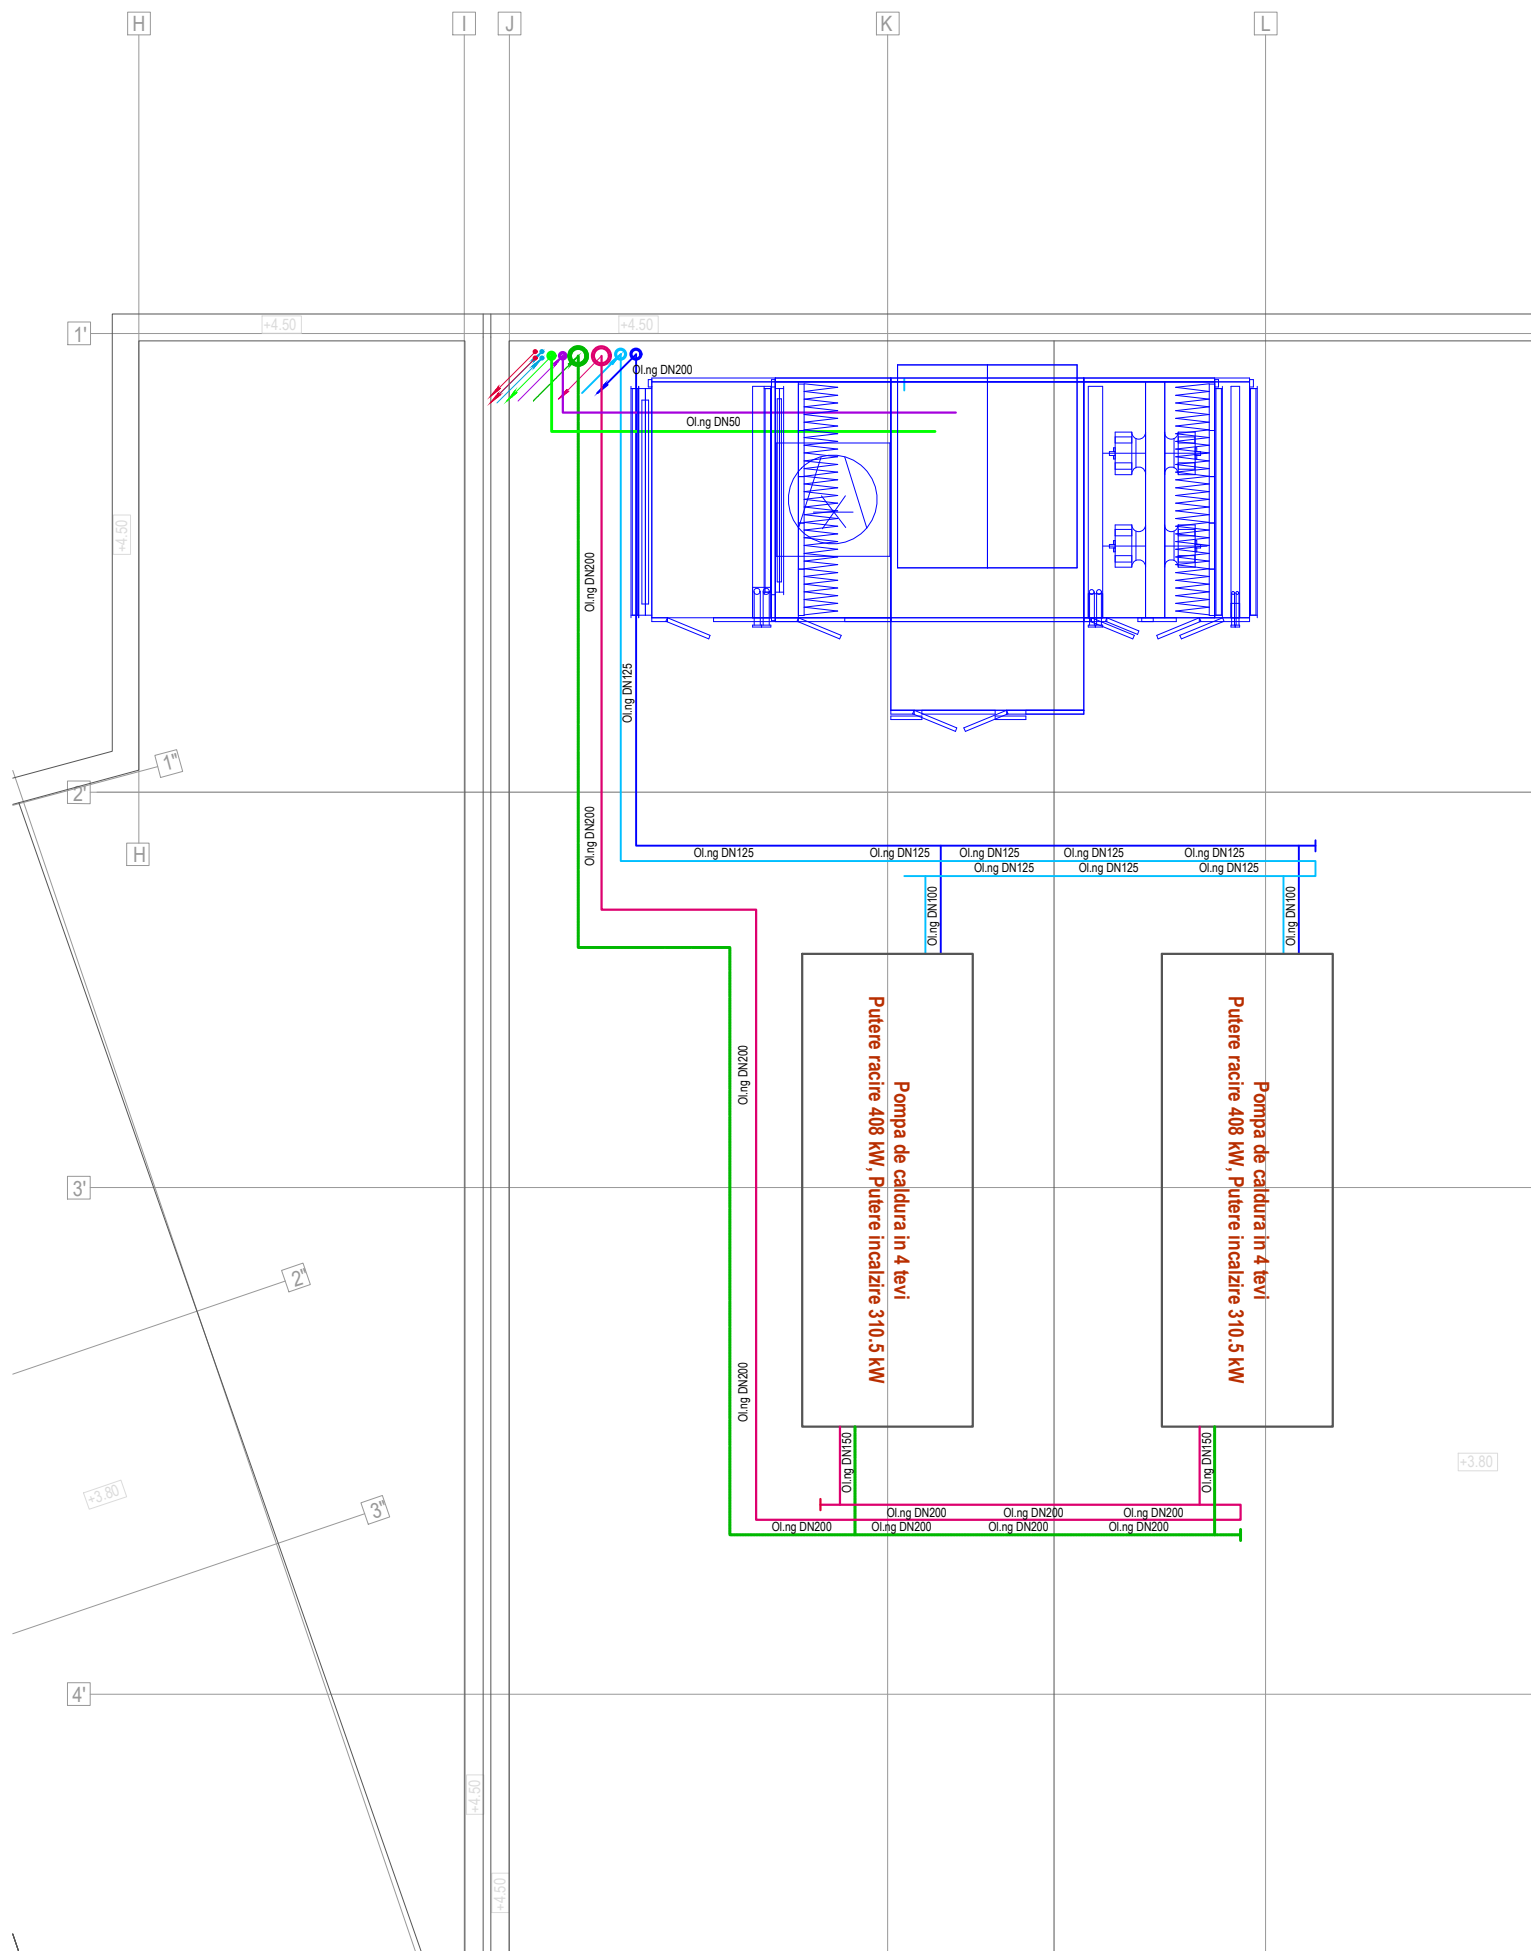 H
I
J
K
L
1'
+4.50
+4.50
Ol.ng DN200
Ol.ng DN50
+4.50
Ol.ng DN200
Ol.ng DN125
1"
2'
H
Ol.ng DN200
Ol.ng DN125
Ol.ng DN125
Ol.ng DN125
Ol.ng DN125
Ol.ng DN125
Ol.ng DN125
Ol.ng DN125
Ol.ng DN125
Ol.ng DN100
Ol.ng DN100
Pompa de caldura in 4 tevi
Putere racire 408 kW, Putere incalzire 310.5 kW
Pompa de caldura in 4 tevi
Putere racire 408 kW, Putere incalzire 310.5 kW
Ol.ng DN200
3'
2"
Ol.ng DN200
Ol.ng DN150
Ol.ng DN150
+3.80
+3.80
3"
Ol.ng DN200
Ol.ng DN200
Ol.ng DN200
Ol.ng DN200
Ol.ng DN200
Ol.ng DN200
Ol.ng DN200
4'
+4.50
+4.50